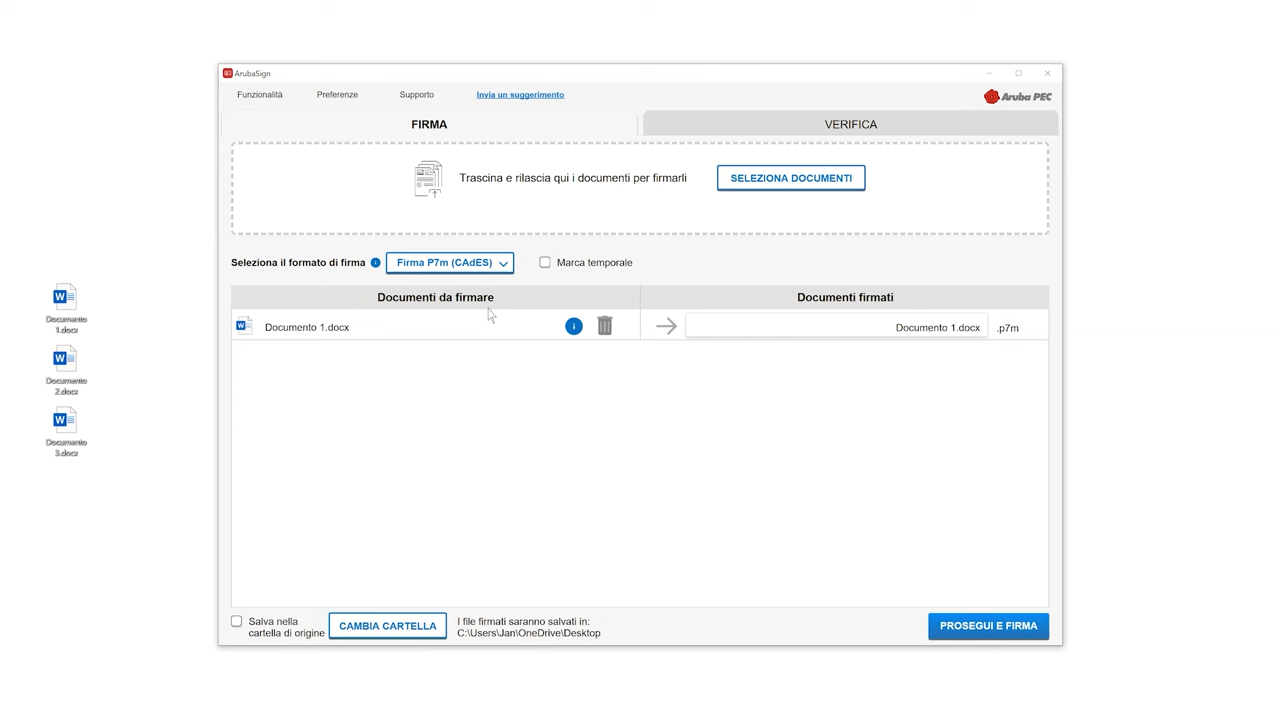 ArubaSign
Funzionalità Preferenze Supporto Invia un suggerimento
Aruba PEC
FIRMA
VERIFICA
Trascina e rilascia qui i documenti per firmarli
SELEZIONA DOCUMENTI
Seleziona il formato di firma
Firma P7m (CAdES)
Marca temporale
Documenti da firmare
Documenti firmati
Documento 1.docx
Documento 1.docx .p7m
Documento
1.docx
Documento
2.docx
Documento
3.docx
Salva nella
cartella di origine
CAMBIA CARTELLA
I file firmati saranno salvati in:
C:\Users\Jan\OneDrive\Desktop
PROSEGUI E FIRMA